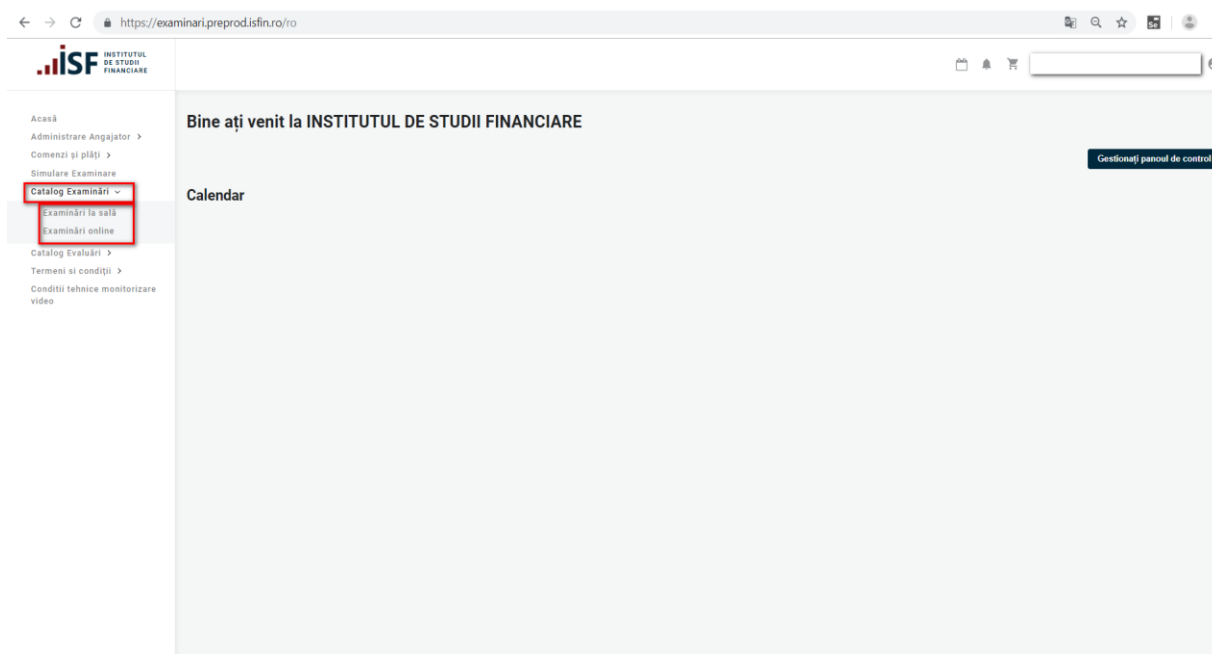 https://examinari.preprod.isfin.ro/ro
ISF
INSTITUTUL
DE STUDII
FINANCIARE
Acasă
Administrare Angajator >
Comenzi și plăți >
Simulare Examinare
Catalog Examinări
Examinări la sală
Examinări online
Catalog Evaluări >
Termeni si condiții >
Conditii tehnice monitorizare
video
Bine ați venit la INSTITUTUL DE STUDII FINANCIARE
Gestionați panoul de control
Calendar
Se